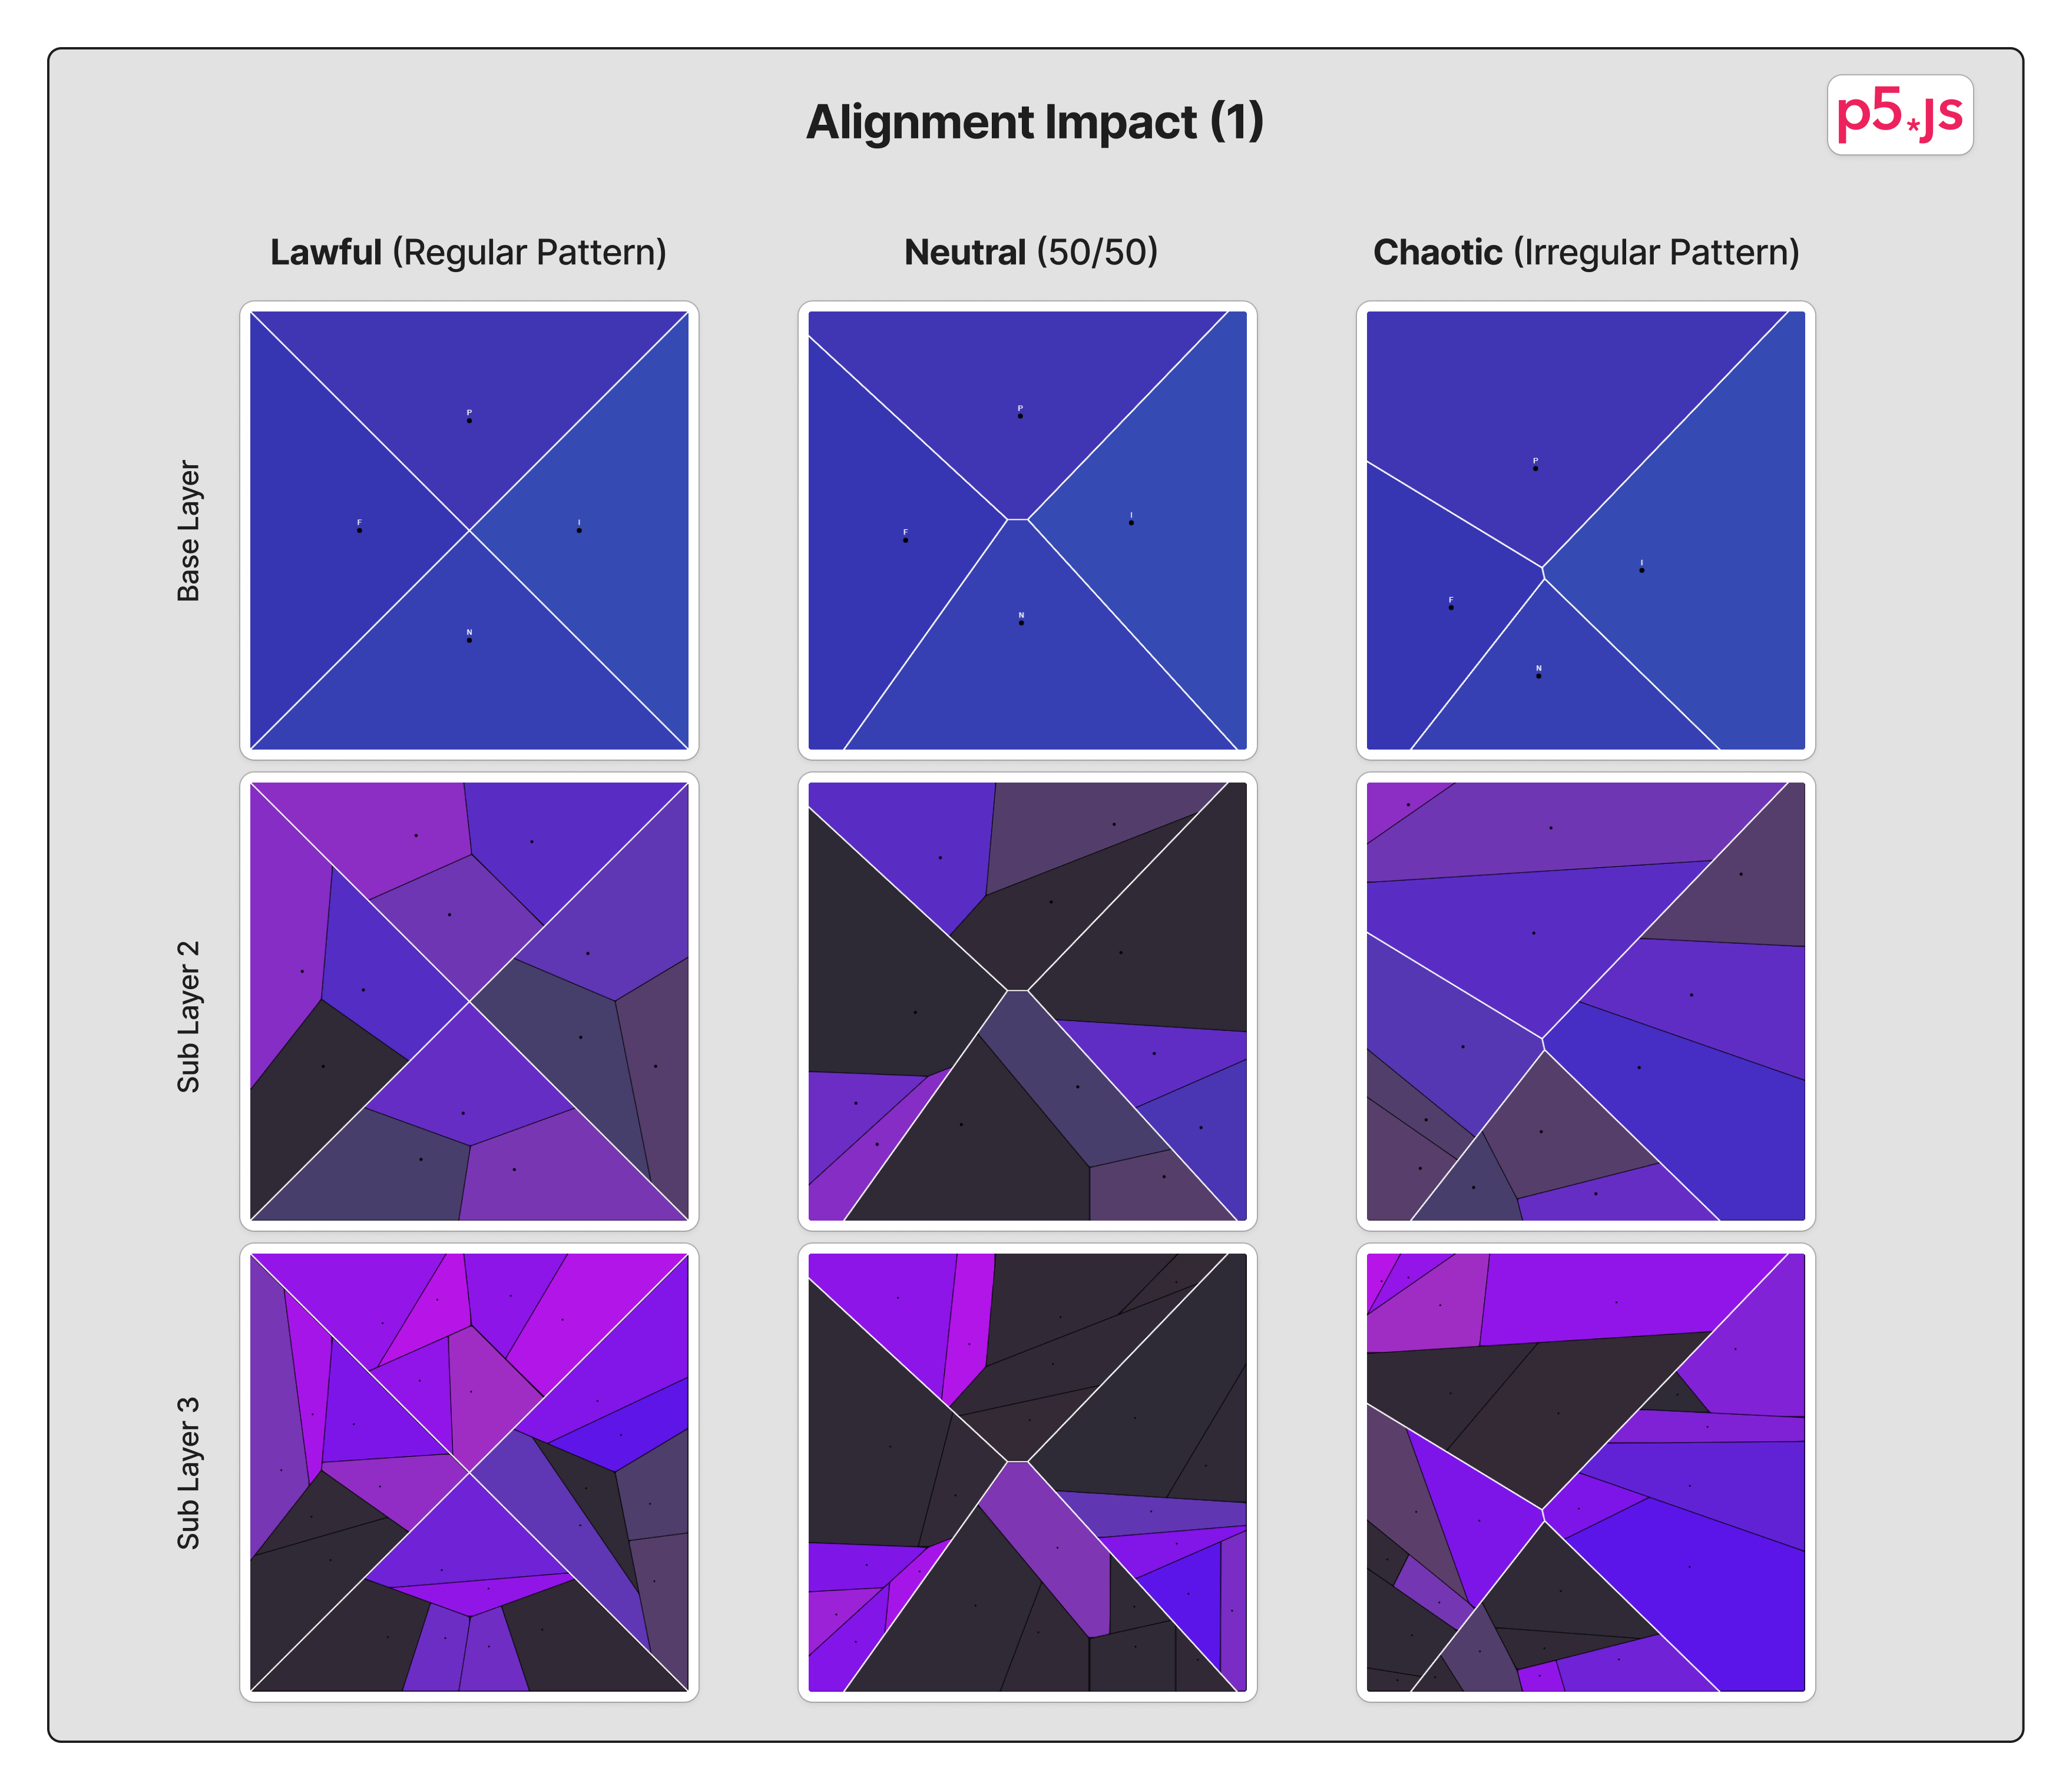 Alignment Impact (1)
p5*js
Lawful (Regular Pattern)
Neutral (50/50)
Chaotic (Irregular Pattern)
Base Layer
P
F
I
N
P
F
I
N
P
F
I
N
Sub Layer 2
Sub Layer 3